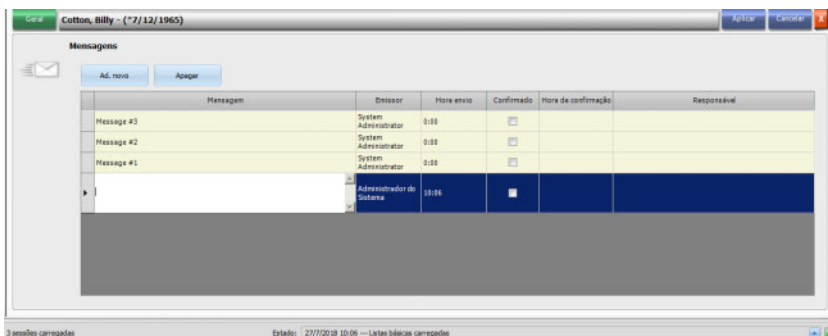 Geral Cotton, Billy - (*7/12/1965) Aplicar Cancelar X
Mensagens
Ad. novo Apagar
Mensagem Emissor Hora envio Confirmado Hora de confirmação Responsável
Message #3 System Administrator 0:00
Message #2 System Administrator 0:00
Message #1 System Administrator 0:00
Administrador do Sistema 10:06
3 sessões carregadas Estado: 27/7/2018 10:06 — Listas básicas carregadas